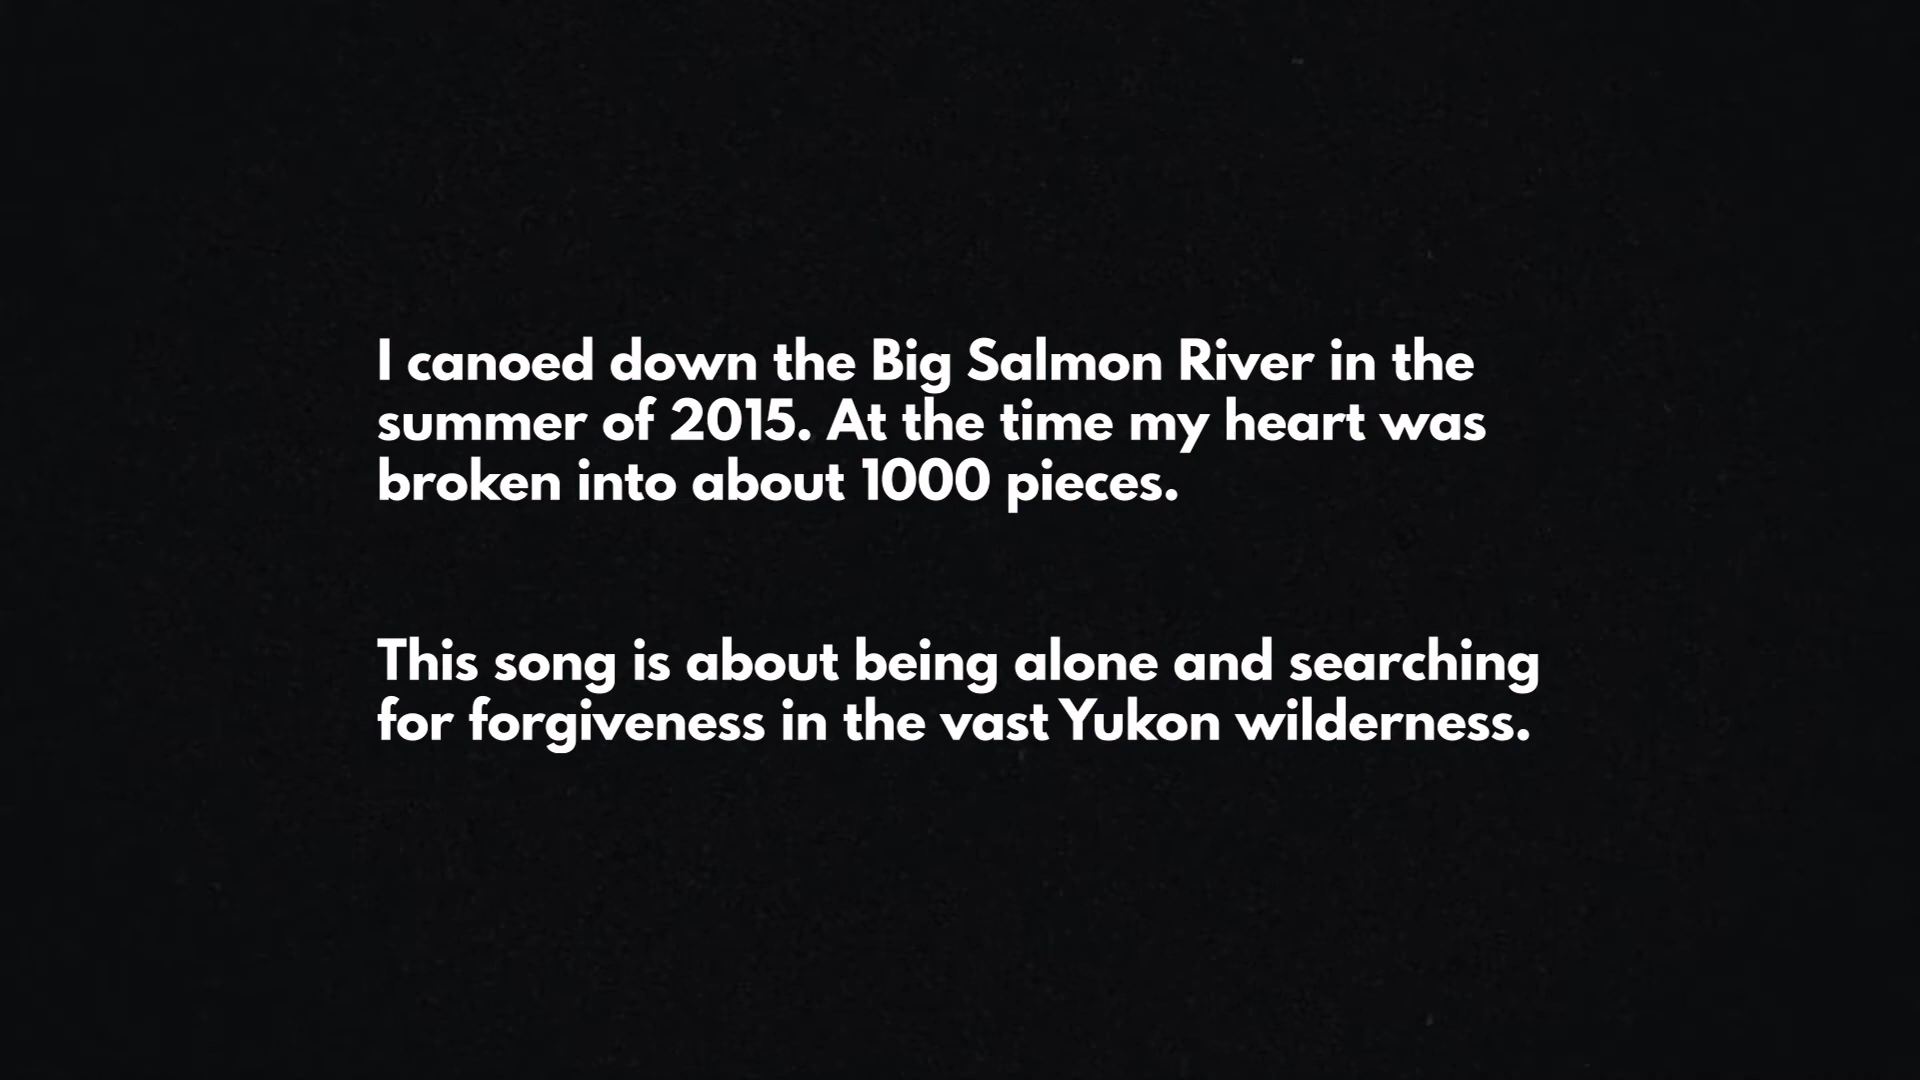 I canoed down the Big Salmon River in the
summer of 2015. At the time my heart was
broken into about 1000 pieces.
This song is about being alone and searching
for forgiveness in the vast Yukon wilderness.